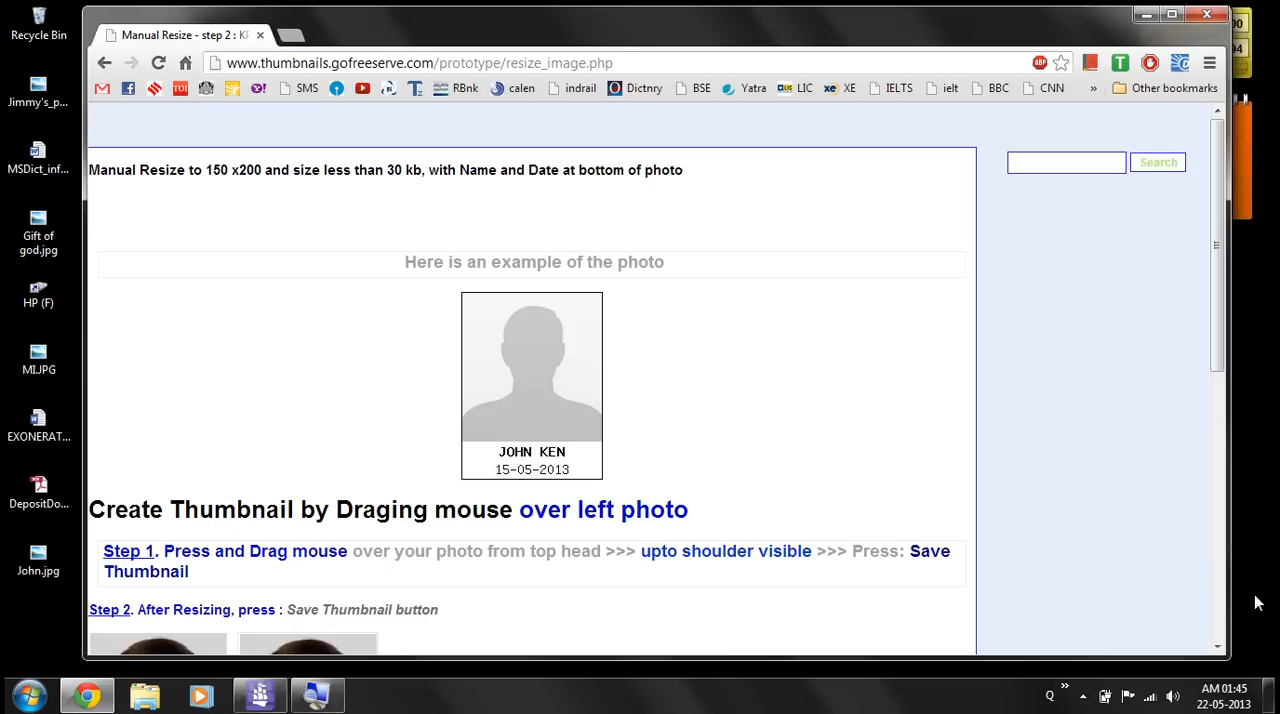 Recycle Bin
Jimmy's_p...
MSDict_inf...
Gift of
god.jpg
HP (F)
MI.JPG
EXONERAT...
DepositDo...
John.jpg
Manual Resize - step 2 : KP
www.thumbnails.gofreeserve.com/prototype/resize_image.php
ABP
TOI
SMS
RBnk
calen
indrail
Dictnry
BSE
Yatra
LIC
XE
IELTS
ielt
BBC
CNN
»
Other bookmarks
Manual Resize to 150 x200 and size less than 30 kb, with Name and Date at bottom of photo
Search
Here is an example of the photo
JOHN KEN
15-05-2013
Create Thumbnail by Draging mouse over left photo
Step 1. Press and Drag mouse over your photo from top head >>> upto shoulder visible >>> Press: Save
Thumbnail
Step 2. After Resizing, press : Save Thumbnail button
Q
»
AM 01:45
22-05-2013